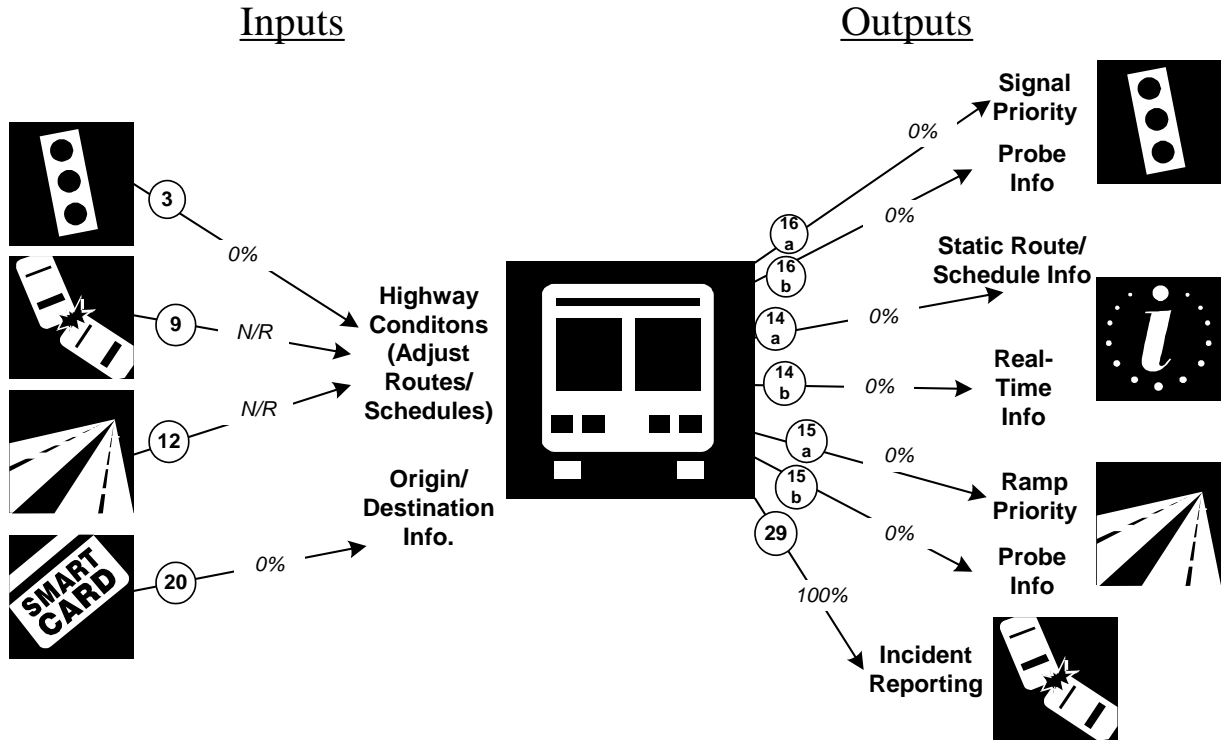 Inputs
Outputs
3
0%
9
N/R
12
N/R
Highway
Conditons
(Adjust
Routes/
Schedules)
SMART
CARD
20
0%
Origin/
Destination
Info.
16
a
0%
Signal
Priority
16
b
0%
Probe
Info
14
a
0%
Static Route/
Schedule Info
i
14
b
0%
Real-
Time
Info
15
a
0%
Ramp
Priority
15
b
0%
Probe
Info
29
100%
Incident
Reporting